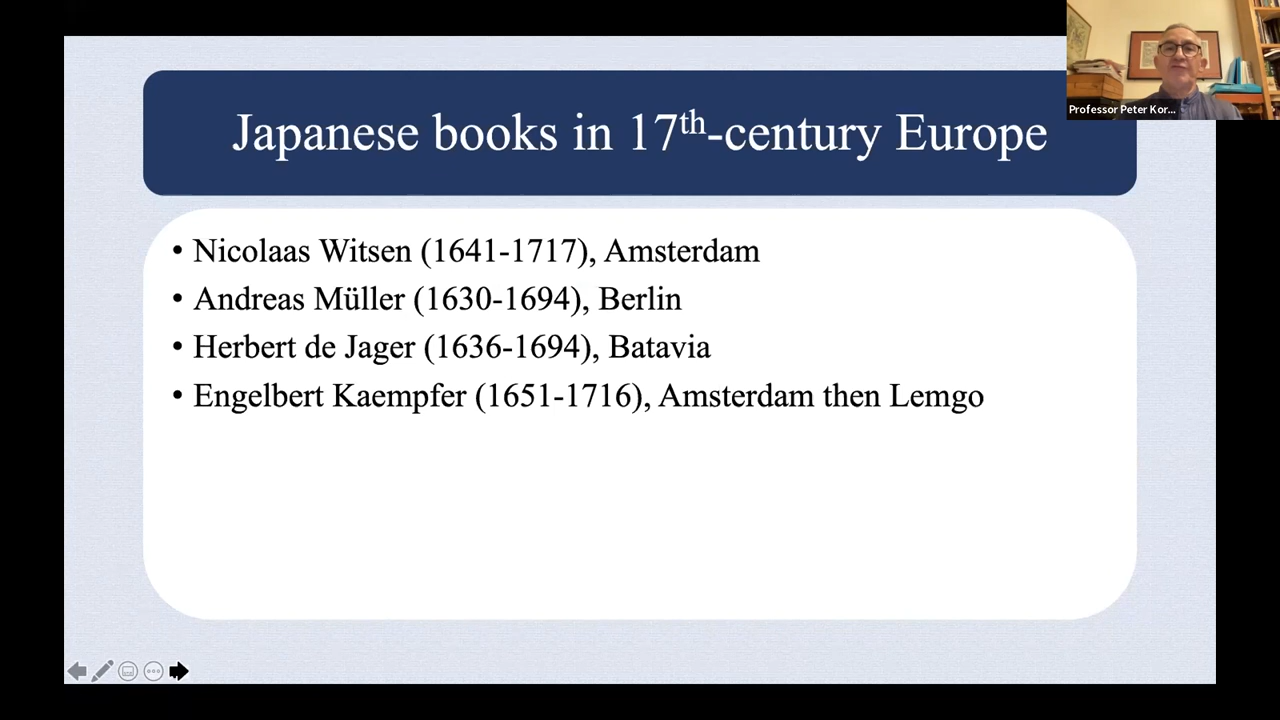 Japanese books in 17th-century Europe
Professor Peter Kor...
• Nicolaas Witsen (1641-1717), Amsterdam
• Andreas Müller (1630-1694), Berlin
• Herbert de Jager (1636-1694), Batavia
• Engelbert Kaempfer (1651-1716), Amsterdam then Lemgo